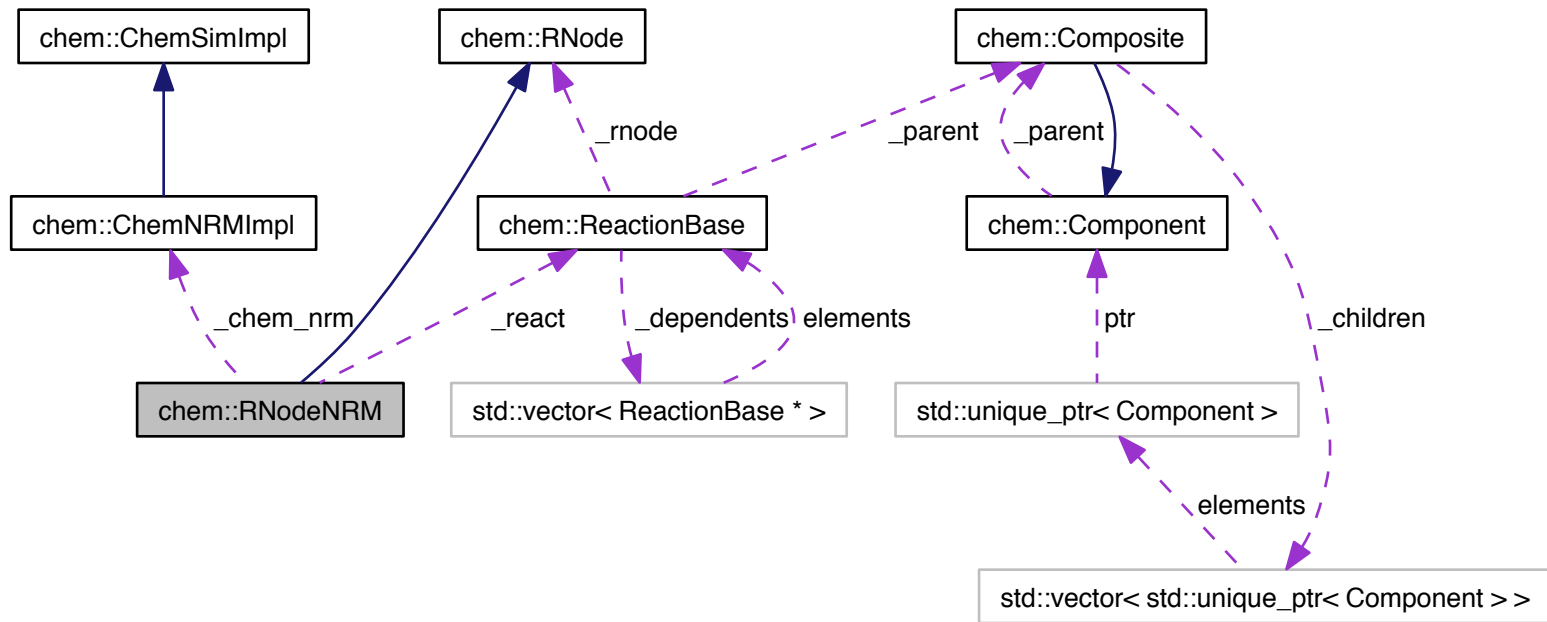 chem::ChemSimImpl
chem::RNode
chem::Composite
_rnode
_parent
_parent
chem::ChemNRMImpl
chem::ReactionBase
chem::Component
_chem_nrm
_react
_dependents
elements
ptr
_children
chem::RNodeNRM
std::vector< ReactionBase * >
std::unique_ptr< Component >
elements
std::vector< std::unique_ptr< Component > >